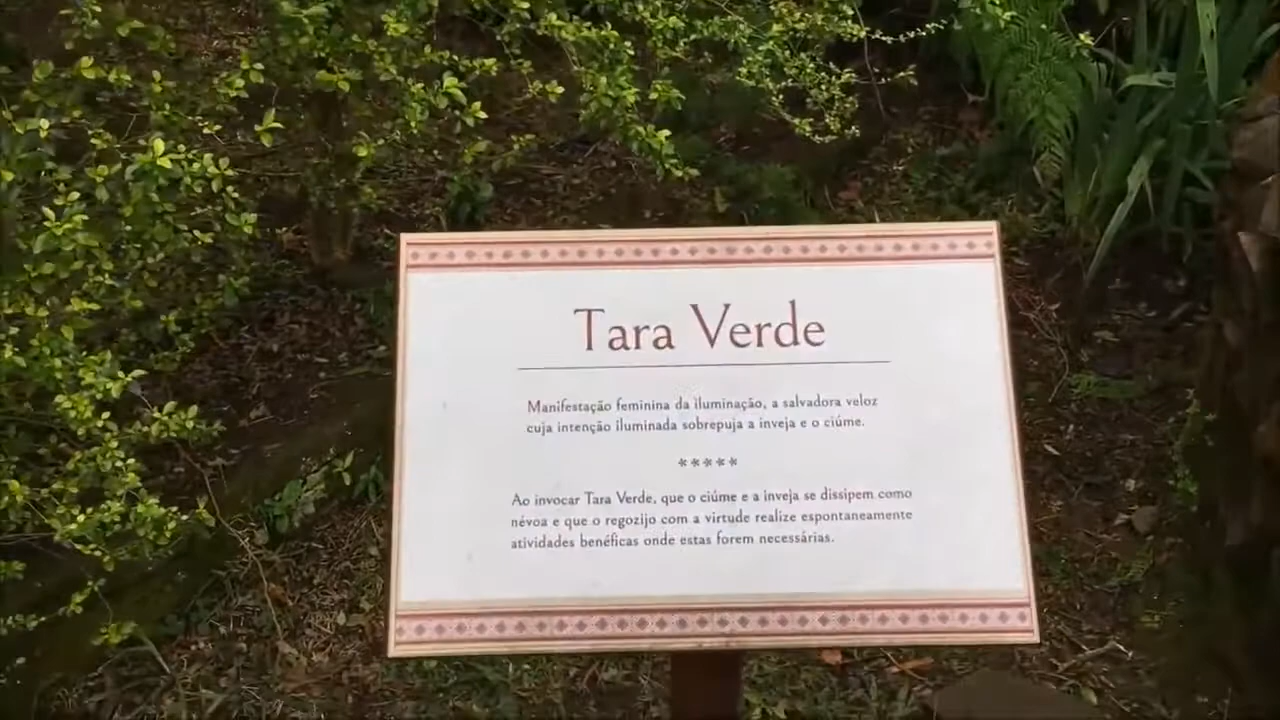 Tara Verde
Manifestação feminina da iluminação, a salvadora veloz
cuja intenção iluminada sobrepuja a inveja e o ciúme.
*****
Ao invocar Tara Verde, que o ciúme e a inveja se dissipem como
névoa e que o regozijo com a virtude realize espontaneamente
atividades benéficas onde estas forem necessárias.